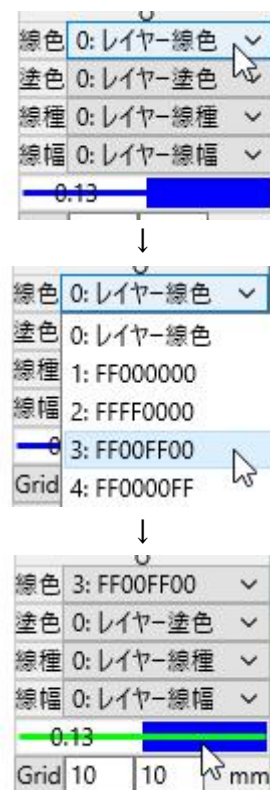 線色 0: レイヤー線色
塗色 0: レイヤー塗色
線種 0: レイヤー線種
線幅 0: レイヤー線幅
0.13
↓
線色 0: レイヤー線色
塗色 0: レイヤー線色
線種 1: FF000000
線幅 2: FFFF0000
0 3: FF00FF00
Grid 4: FF0000FF
↓
線色 3: FF00FF00
塗色 0: レイヤー塗色
線種 0: レイヤー線種
線幅 0: レイヤー線幅
0.13
Grid 10 10 mm